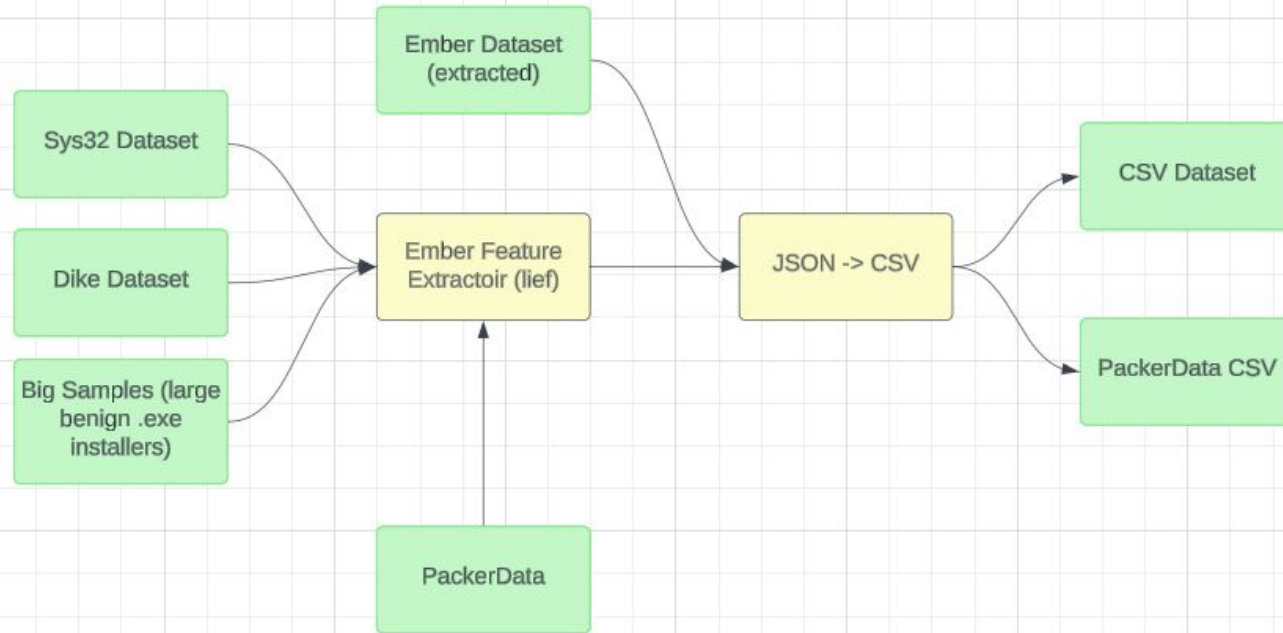 Ember Dataset
(extracted)
Sys32 Dataset
CSV Dataset
Ember Feature
Extractoir (lief)
JSON -> CSV
Dike Dataset
PackerData CSV
Big Samples (large
benign .exe
installers)
PackerData